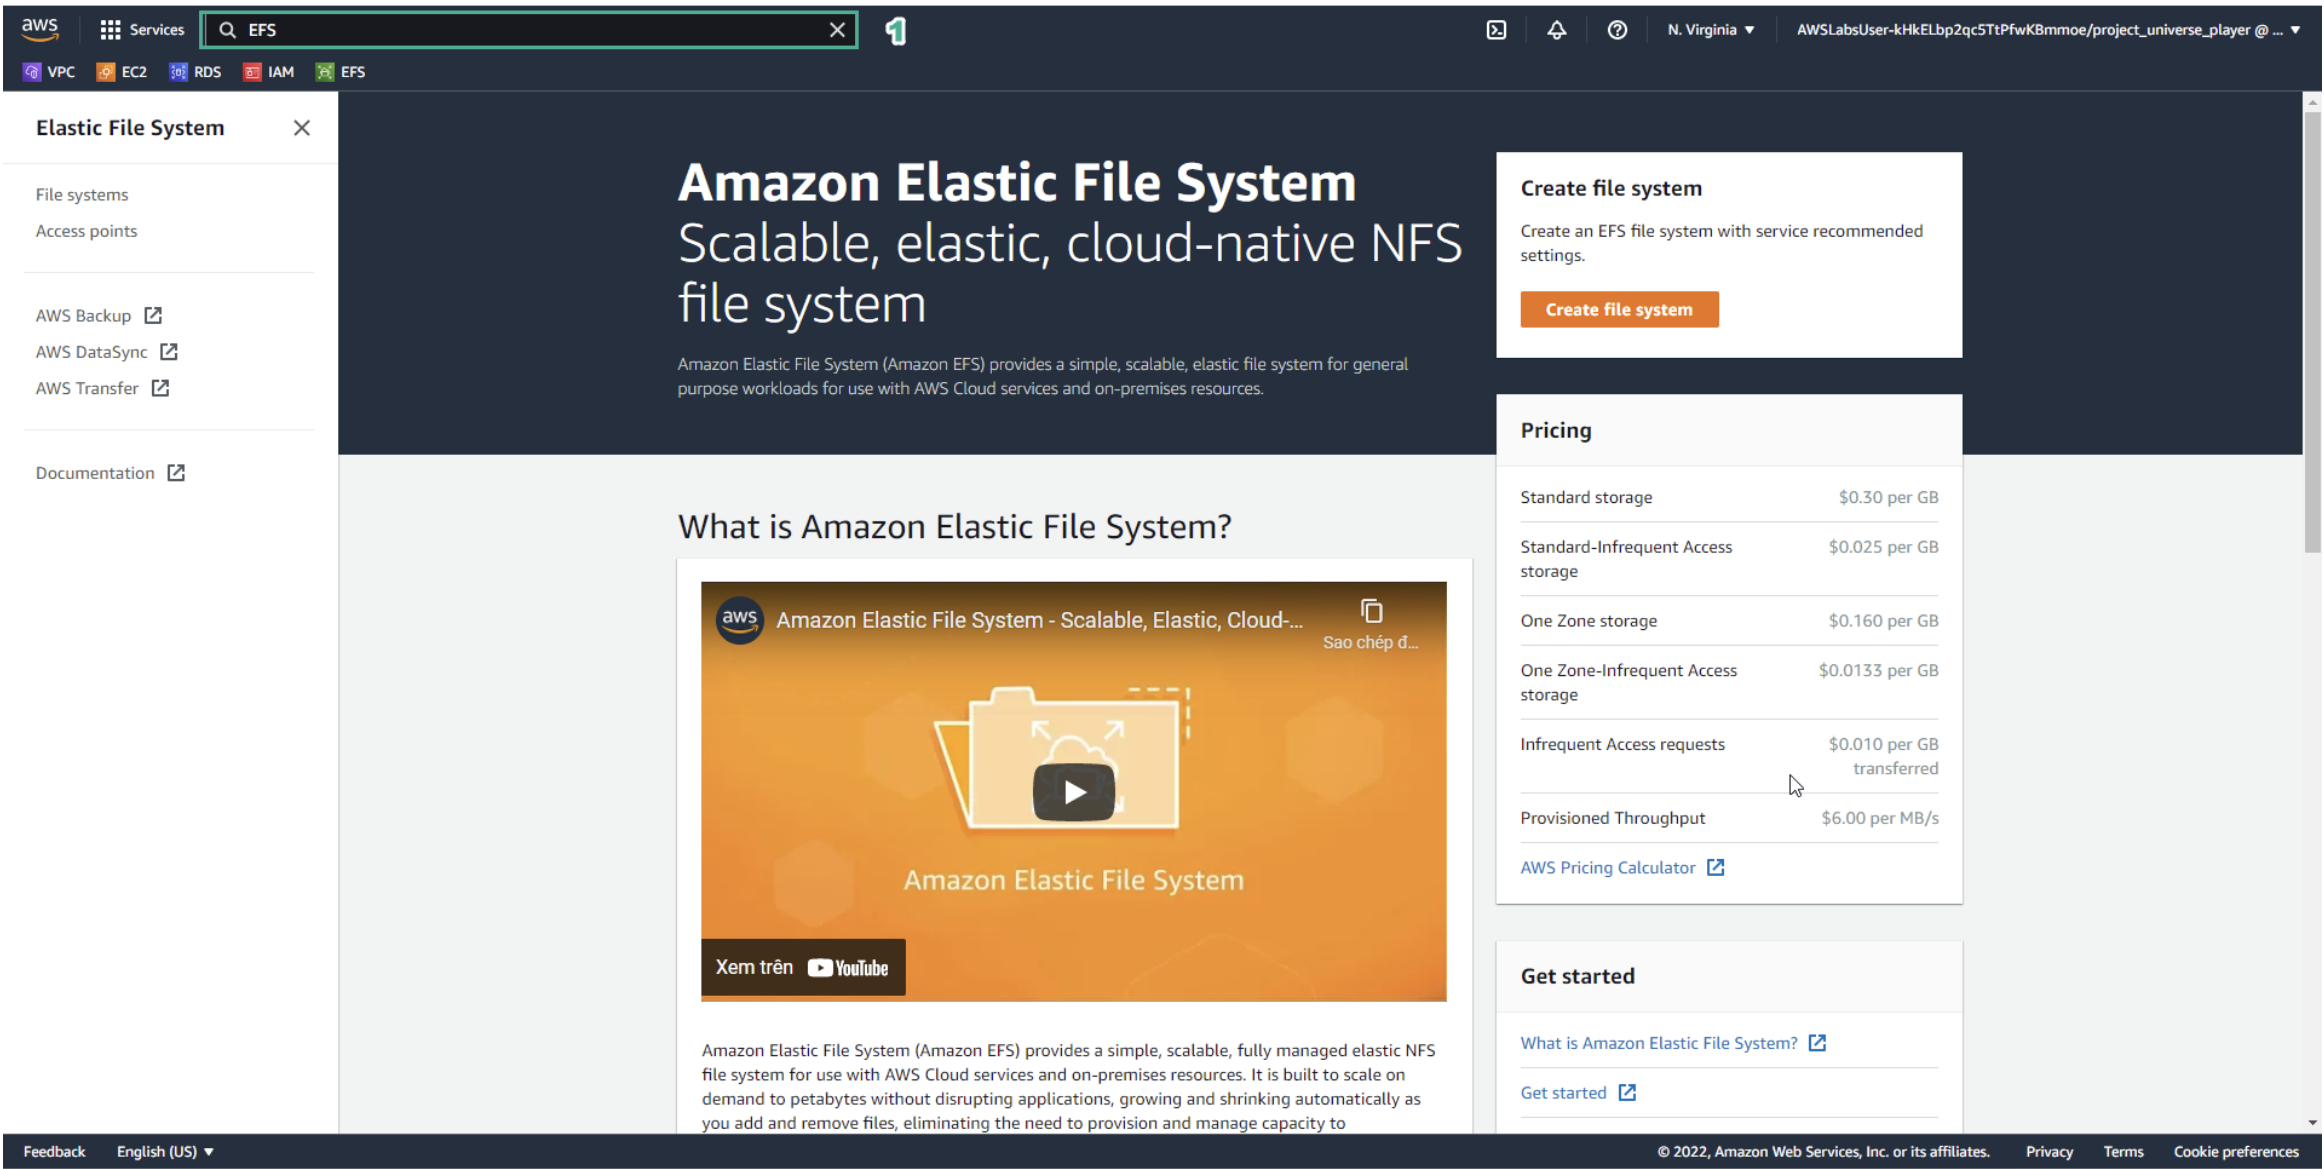 aws
Services
EFS
1
N. Virginia ▼
AWSLabsUser-kHkELbp2qc5TtPfwKBmmoe/project_universe_player @ ... ▼
VPC
EC2
RDS
IAM
EFS
Elastic File System
File systems
Access points
AWS Backup
AWS DataSync
AWS Transfer
Documentation
Amazon Elastic File System
Scalable, elastic, cloud-native NFS
file system
Amazon Elastic File System (Amazon EFS) provides a simple, scalable, elastic file system for general
purpose workloads for use with AWS Cloud services and on-premises resources.
Create file system
Create an EFS file system with service recommended
settings.
Create file system
Pricing
Standard storage $0.30 per GB
Standard-Infrequent Access $0.025 per GB
storage
One Zone storage $0.160 per GB
One Zone-Infrequent Access $0.0133 per GB
storage
Infrequent Access requests $0.010 per GB
transferred
Provisioned Throughput $6.00 per MB/s
AWS Pricing Calculator
What is Amazon Elastic File System?
aws
Amazon Elastic File System - Scalable, Elastic, Cloud-...
Sao chép đ...
Amazon Elastic File System
Xem trên YouTube
Amazon Elastic File System (Amazon EFS) provides a simple, scalable, fully managed elastic NFS
file system for use with AWS Cloud services and on-premises resources. It is built to scale on
demand to petabytes without disrupting applications, growing and shrinking automatically as
you add and remove files, eliminating the need to provision and manage capacity to
Get started
What is Amazon Elastic File System?
Get started
Feedback
English (US) ▼
© 2022, Amazon Web Services, Inc. or its affiliates.
Privacy
Terms
Cookie preferences